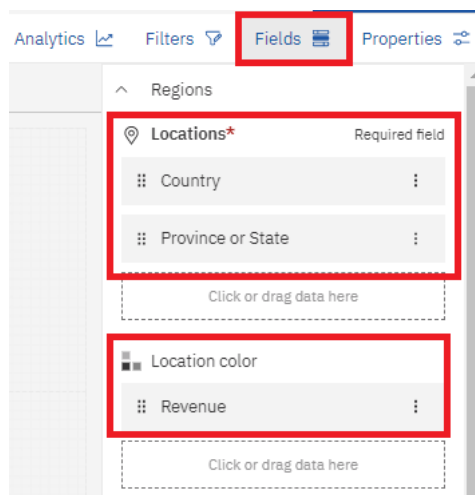 Analytics Filters Fields Properties
Regions
Locations* Required field
Country
Province or State
Click or drag data here
Location color
Revenue
Click or drag data here